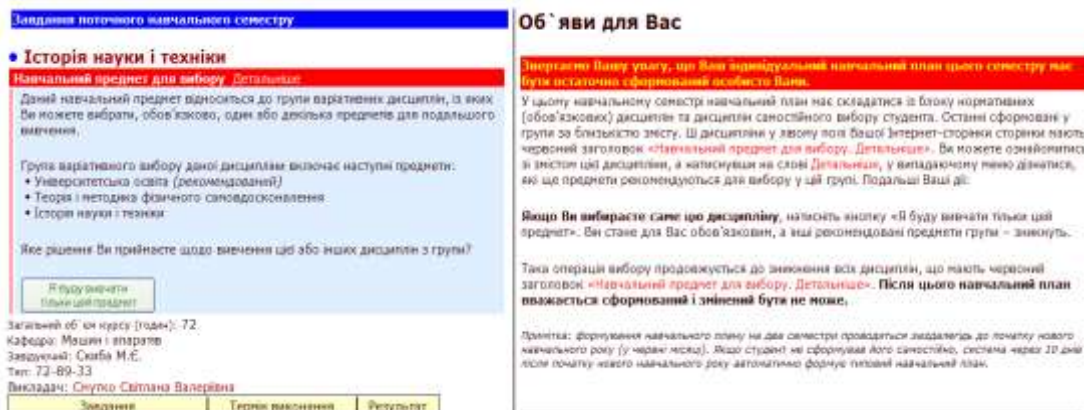 Завдання поточного навчального семестру
• Історія науки і техніки
Навчальний предмет для вибору Детальніше
Даний навчальний предмет відноситься до групи варіативних дисциплін, із яких
Ви можете вибрати, обов'язково, один або декілька предметів для подальшого
вивчення.
Група варіативного вибору даної дисципліни включає наступні предмети:
• Університетська освіта (рекомендований)
• Теорія і методика фізичного самовдосконалення
• Історія науки і техніки
Яке рішення Ви приймаєте щодо вивчення цієї або інших дисциплін з групи?
Я буду вивчати
тільки цей предмет
Загальний об`єм курсу (годин): 72
Кафедра: Машин і апаратів
Завідуючий: Скиба М.Є.
Тел: 72-89-33
Викладач: Смутко Світлана Валеріївна
Завдання Термін виконання Результат
Об`яви для Вас
Звертаємо Вашу увагу, що Ваш індивідуальний навчальний план цього семестру має
бути остаточно сформований особисто Вами.
У цьому навчальному семестрі навчальний план має складатися із блоку нормативних
(обов'язкових) дисциплін та дисциплін самостійного вибору студента. Останні сформовані у
групи за близькістю змісту. Ці дисципліни у лівому полі Вашої Інтернет-сторінки сторінки мають
червоний заголовок «Навчальний предмет для вибору. Детальніше». Ви можете ознайомитись
зі змістом цієї дисципліни, а натиснувши на слові Детальніше, у випадаючому меню дізнатися,
які ще предмети рекомендуються для вибору у цій групі. Подальші Ваші дії:
Якщо Ви вибираєте саме цю дисципліну, натисніть кнопку «Я буду вивчати тільки цей
предмет». Він стане для Вас обов'язковим, а інші рекомендовані предмети групи – зникнуть.
Така операція вибору продовжується до зникнення всіх дисциплін, що мають червоний
заголовок «Навчальний предмет для вибору. Детальніше». Після цього навчальний план
вважається сформований і змінений бути не може.
Примітка: формування навчального плану на два семестри проводиться заздалегідь до початку нового
навчального року (у червні місяці). Якщо студент не сформував його самостійно, система через 10 днів
після початку нового навчального року автоматично формує типовий навчальний план.